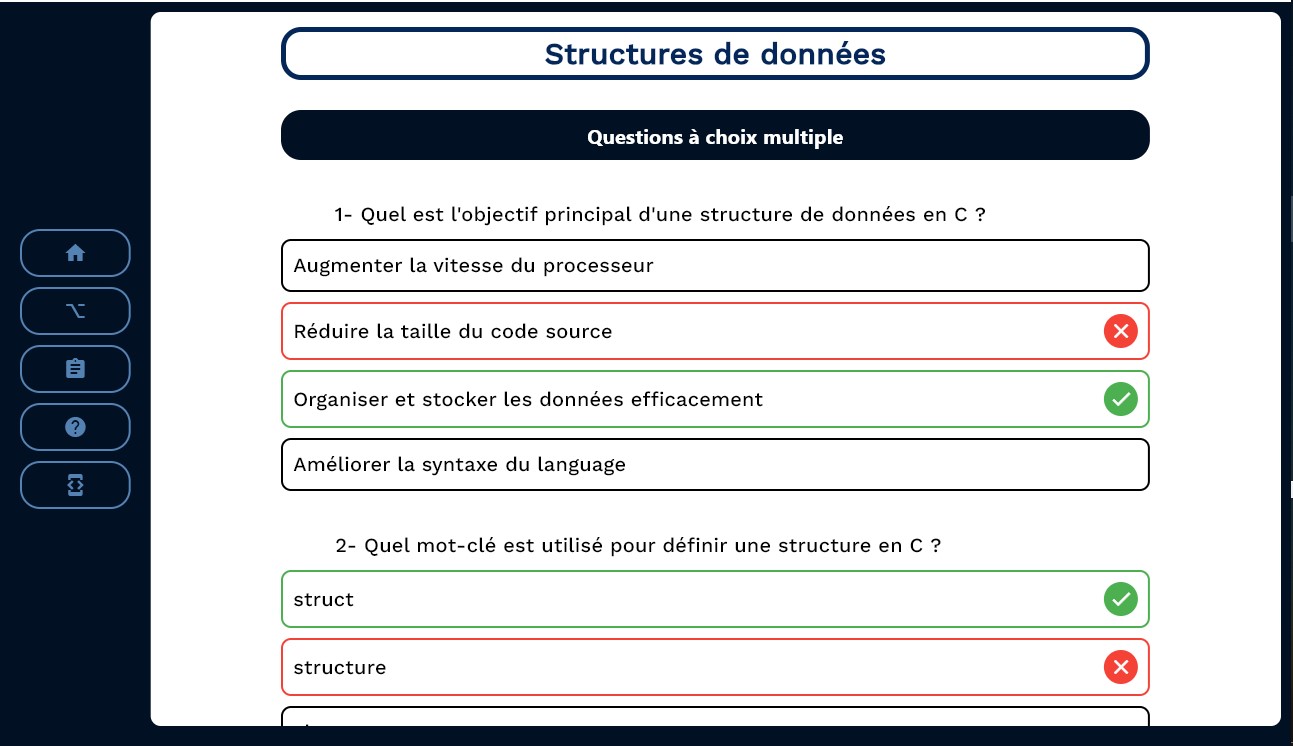 Structures de données
Questions à choix multiple
1- Quel est l'objectif principal d'une structure de données en C ?
Augmenter la vitesse du processeur
Réduire la taille du code source
Organiser et stocker les données efficacement
Améliorer la syntaxe du language
2- Quel mot-clé est utilisé pour définir une structure en C ?
struct
structure